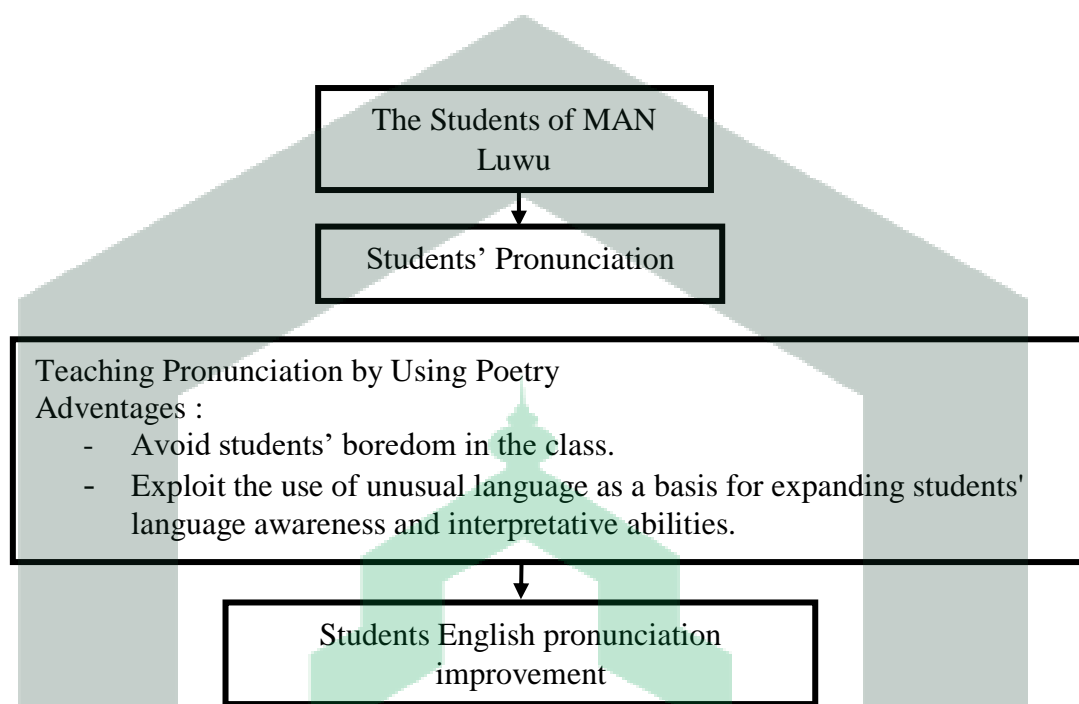 The Students of MAN
Luwu
Students’ Pronunciation
Teaching Pronunciation by Using Poetry
Adventages :
- Avoid students’ boredom in the class.
- Exploit the use of unusual language as a basis for expanding students'
language awareness and interpretative abilities.
Students English pronunciation
improvement